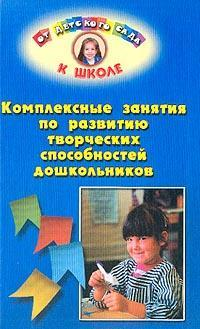 ОТ ДЕТСКОГО САДА
К ШКОЛЕ
Комплексные занятия
по развитию
творческих
способностей
дошкольников